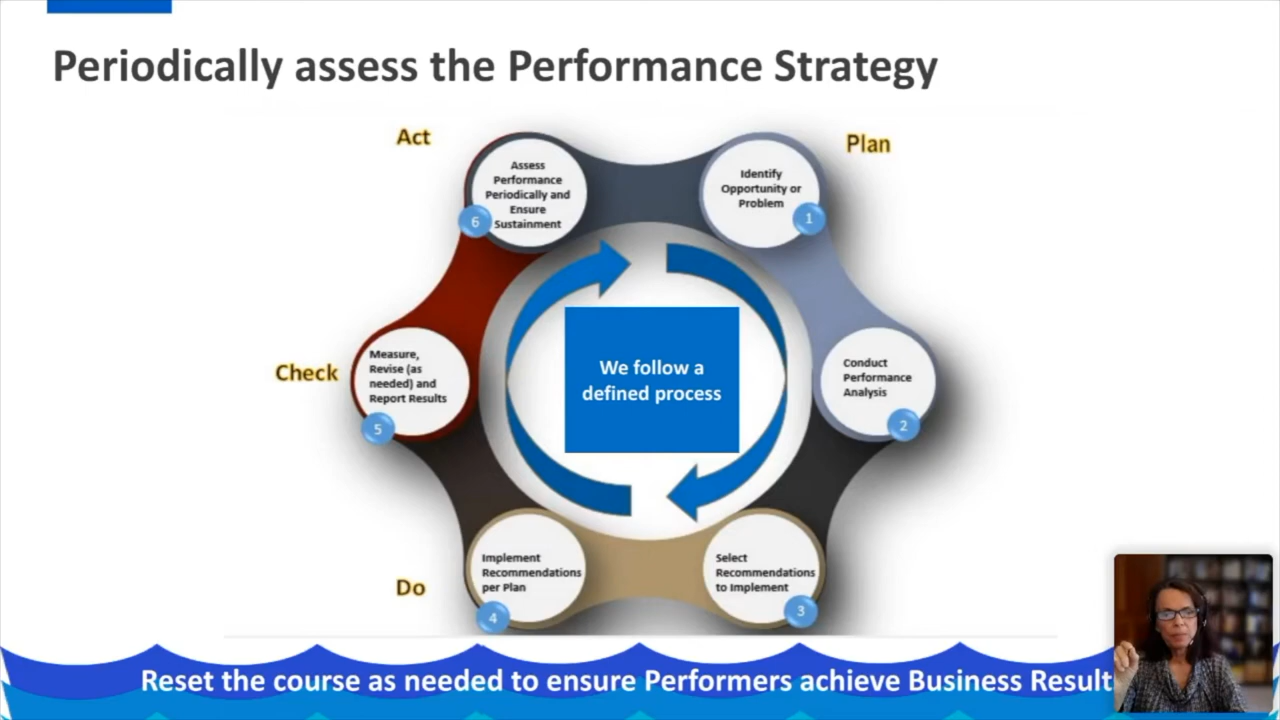 Periodically assess the Performance Strategy
Act
Plan
Assess
Performance
Periodically and
Ensure
Sustainment
6
Identify
Opportunity or
Problem
1
We follow a
defined process
Check
Measure,
Revise (as
needed) and
Report Results
5
Conduct
Performance
Analysis
2
Do
Implement
Recommendations
per Plan
4
Select
Recommendations
to Implement
3
Reset the course as needed to ensure Performers achieve Business Result